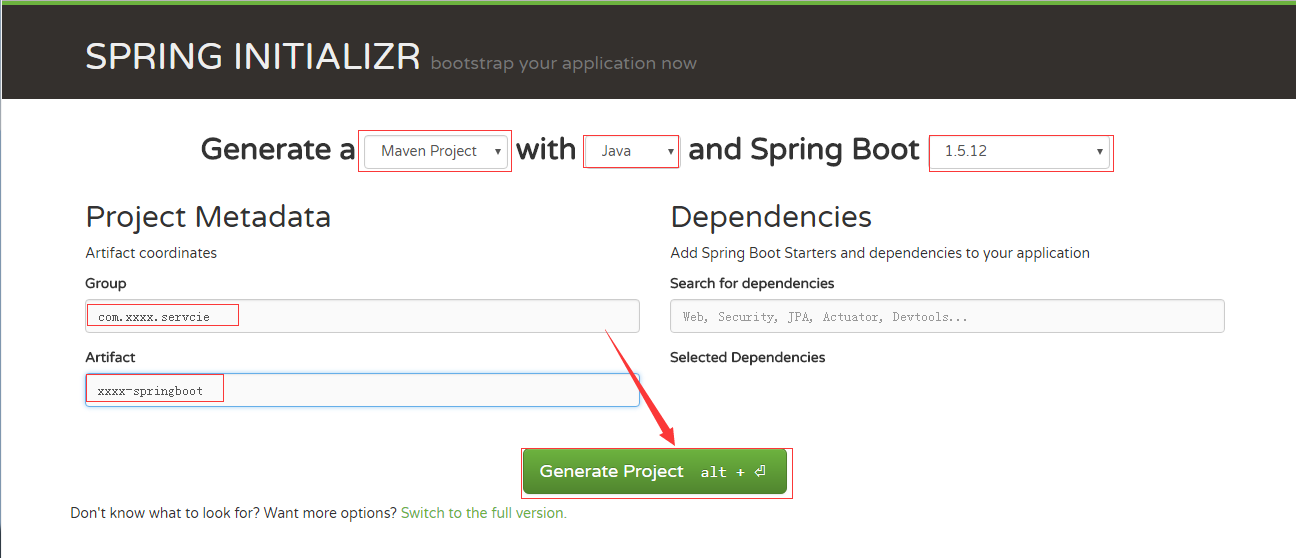 SPRING INITIALIZR bootstrap your application now
Generate a Maven Project with Java and Spring Boot 1.5.12
Project Metadata
Artifact coordinates
Group
com.xxxx.servcie
Artifact
xxxx-springboot
Dependencies
Add Spring Boot Starters and dependencies to your application
Search for dependencies
Web, Security, JPA, Actuator, Devtools...
Selected Dependencies
Generate Project alt + ⏎
Don't know what to look for? Want more options? Switch to the full version.